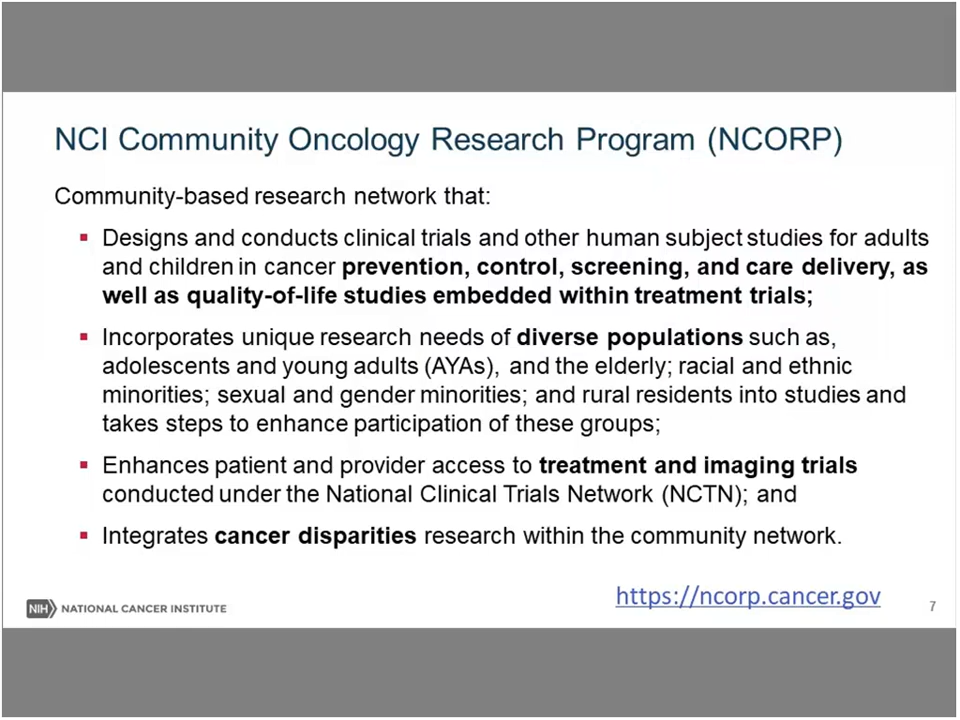 NCI Community Oncology Research Program (NCORP)
Community-based research network that:
▪ Designs and conducts clinical trials and other human subject studies for adults
and children in cancer prevention, control, screening, and care delivery, as
well as quality-of-life studies embedded within treatment trials;
▪ Incorporates unique research needs of diverse populations such as,
adolescents and young adults (AYAs), and the elderly; racial and ethnic
minorities; sexual and gender minorities; and rural residents into studies and
takes steps to enhance participation of these groups;
▪ Enhances patient and provider access to treatment and imaging trials
conducted under the National Clinical Trials Network (NCTN); and
▪ Integrates cancer disparities research within the community network.
https://ncorp.cancer.gov
NIH NATIONAL CANCER INSTITUTE
7